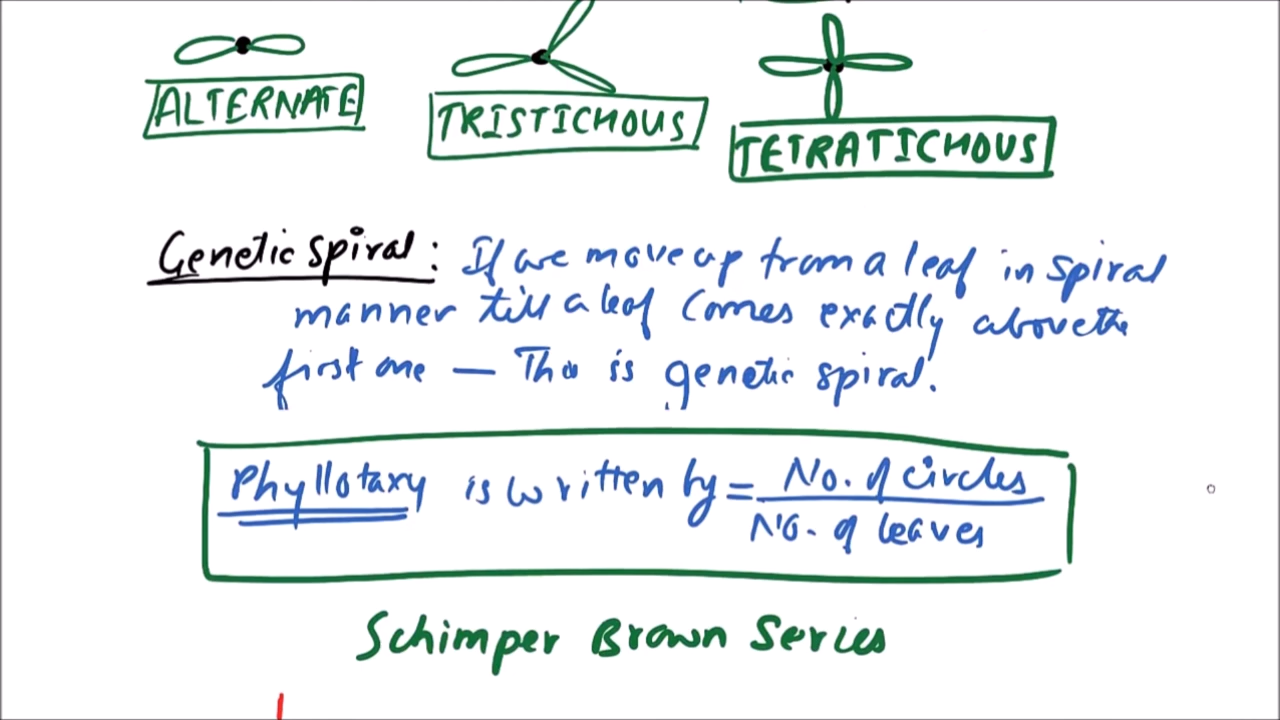 ALTERNATE
TRISTICHOUS
TETRATICHOUS
Genetic spiral : If we move up from a leaf in spiral
manner till a leaf comes exactly above the
first one — This is genetic spiral.
Phyllotaxy is written by = No. of circles
No. of leaves
Schimper Brown Series